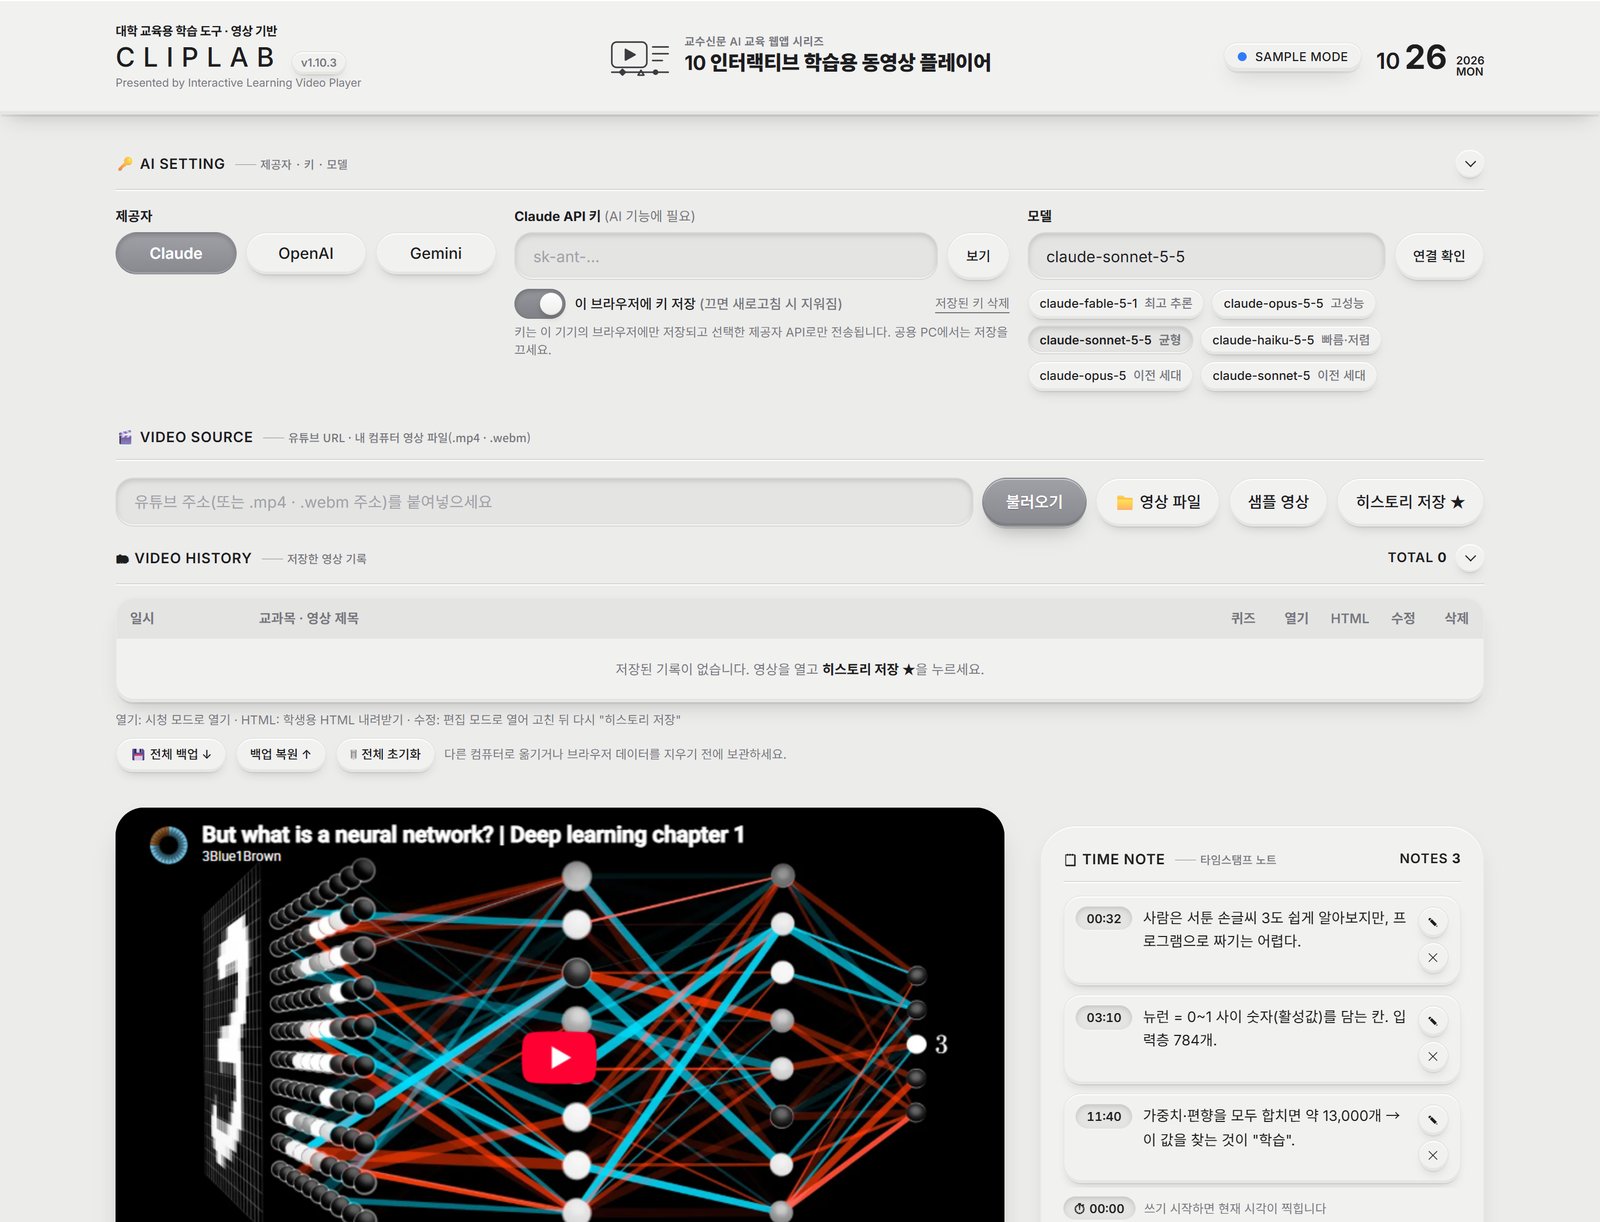 대학 교육용 학습 도구 · 영상 기반
CLIPLAB v1.10.3
Presented by Interactive Learning Video Player
교수신문 AI 교육 웹앱 시리즈
10 인터랙티브 학습용 동영상 플레이어
SAMPLE MODE
10 26 2026 MON
AI SETTING 제공자 · 키 · 모델
제공자
Claude OpenAI Gemini
Claude API 키 (AI 기능에 필요)
sk-ant-... 보기
이 브라우저에 키 저장 (끄면 새로고침 시 지워짐) 저장된 키 삭제
키는 이 기기의 브라우저에만 저장되고 선택한 제공자 API로만 전송됩니다. 공용 PC에서는 저장을
끄세요.
모델
claude-sonnet-5-5 연결 확인
claude-fable-5-1 최고 추론 claude-opus-5-5 고성능
claude-sonnet-5-5 균형 claude-haiku-5-5 빠름·저렴
claude-opus-5 이전 세대 claude-sonnet-5 이전 세대
VIDEO SOURCE 유튜브 URL · 내 컴퓨터 영상 파일(.mp4 · .webm)
유튜브 주소(또는 .mp4 · .webm 주소)를 붙여넣으세요 불러오기 영상 파일 샘플 영상 히스토리 저장 ★
VIDEO HISTORY 저장한 영상 기록 TOTAL 0
일시 교과목 · 영상 제목 퀴즈 열기 HTML 수정 삭제
저장된 기록이 없습니다. 영상을 열고 히스토리 저장 ★을 누르세요.
열기: 시청 모드로 열기 · HTML: 학생용 HTML 내려받기 · 수정: 편집 모드로 열어 고친 뒤 다시 "히스토리 저장"
전체 백업 ↓ 백업 복원 ↑ 전체 초기화 다른 컴퓨터로 옮기거나 브라우저 데이터를 지우기 전에 보관하세요.
But what is a neural network? | Deep learning chapter 1
3Blue1Brown
3
TIME NOTE 타임스탬프 노트 NOTES 3
00:32 사람은 서툰 손글씨 3도 쉽게 알아보지만, 프
로그램으로 짜기는 어렵다.
03:10 뉴런 = 0~1 사이 숫자(활성값)를 담는 칸. 입
력층 784개.
11:40 가중치·편향을 모두 합치면 약 13,000개 →
이 값을 찾는 것이 "학습".
00:00 쓰기 시작하면 현재 시각이 찍힙니다